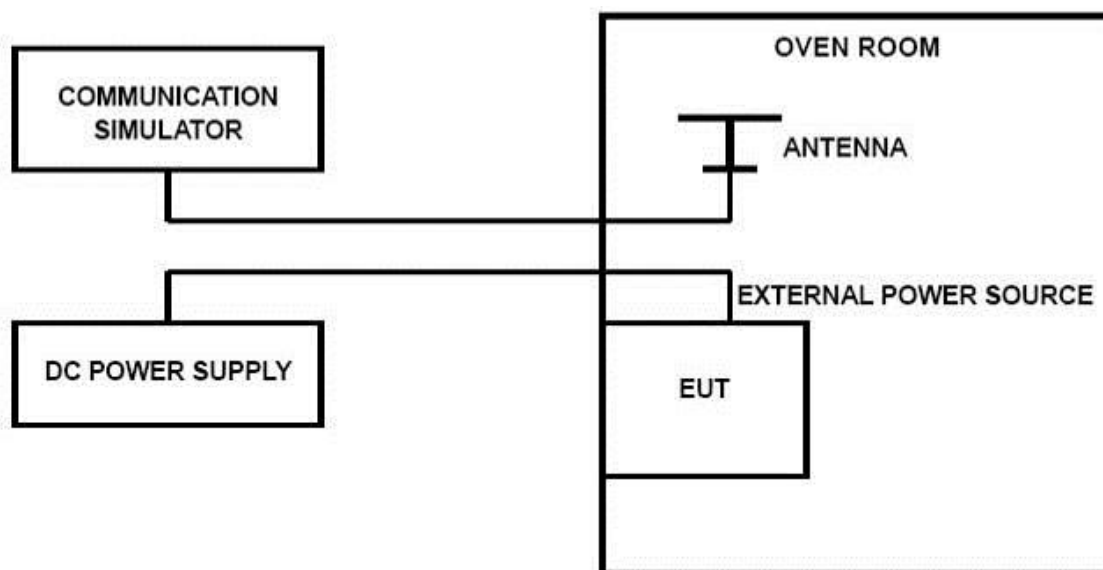 OVEN ROOM
COMMUNICATION
SIMULATOR
ANTENNA
EXTERNAL POWER SOURCE
DC POWER SUPPLY
EUT